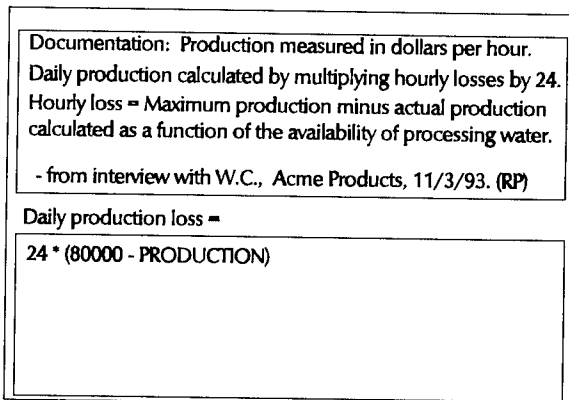 Documentation: Production measured in dollars per hour.
Daily production calculated by multiplying hourly losses by 24.
Hourly loss = Maximum production minus actual production
calculated as a function of the availability of processing water.
- from interview with W.C., Acme Products, 11/3/93. (RP)
Daily production loss =
24 * (80000 - PRODUCTION)